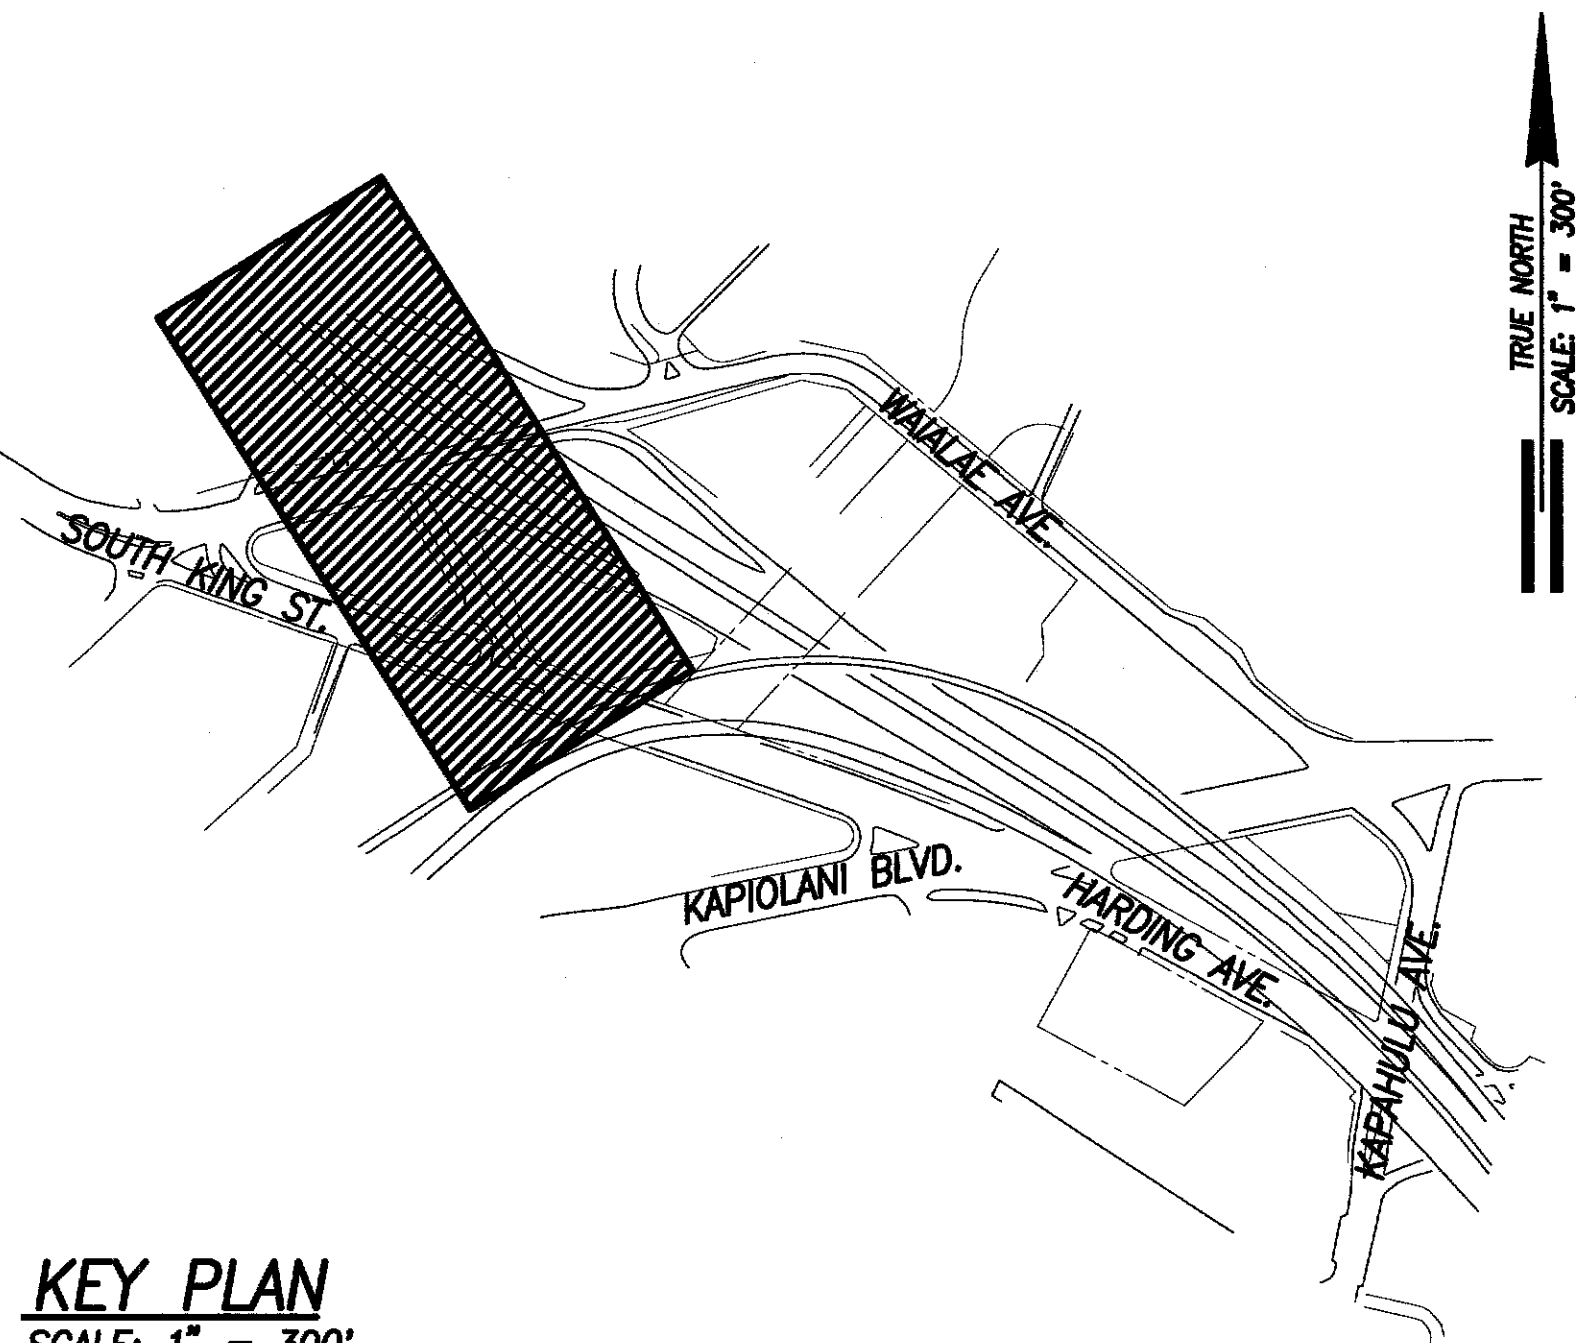 TRUE NORTH
SCALE: 1" = 300'
WAIALAE AVE.
SOUTH KING ST.
KAPIOLANI BLVD.
HARDING AVE.
KAPAHULU AVE.
KEY PLAN
SCALE: 1" = 300'